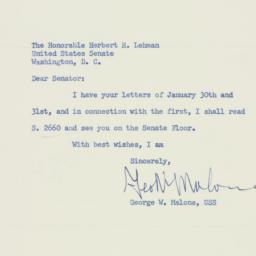 The Honorable Herbert H. Lehman
United States Senate
Washington, D. C.
Dear Senator:
I have your letters of January 30th and
31st, and in connection with the first, I shall read
S. 2660 and see you on the Senate Floor.
With best wishes, I am
Sincerely,
Geo W Malone
George W. Malone, USS